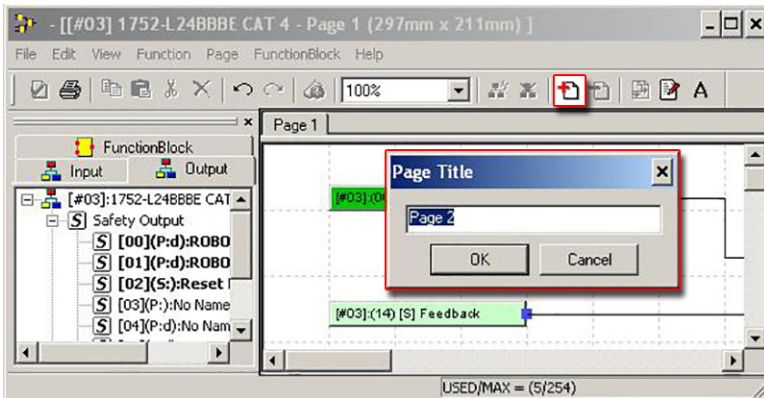 - [[#03] 1752-L24BBBE CAT 4 - Page 1 (297mm x 211mm) ]
File Edit View Function Page FunctionBlock Help
100% A
Page 1
FunctionBlock
Input Output
[#03]:1752-L24BBBE CAT
S Safety Output
S [00](P:d):ROBO
S [01](P:d):ROBO
S [02](S:):Reset
S [03](P:):No Name
S [04](P:d):No Nam
[#03]:(0
Page Title
Page 2
OK Cancel
[#03]:(14) [S] Feedback
USED/MAX = (5/254)